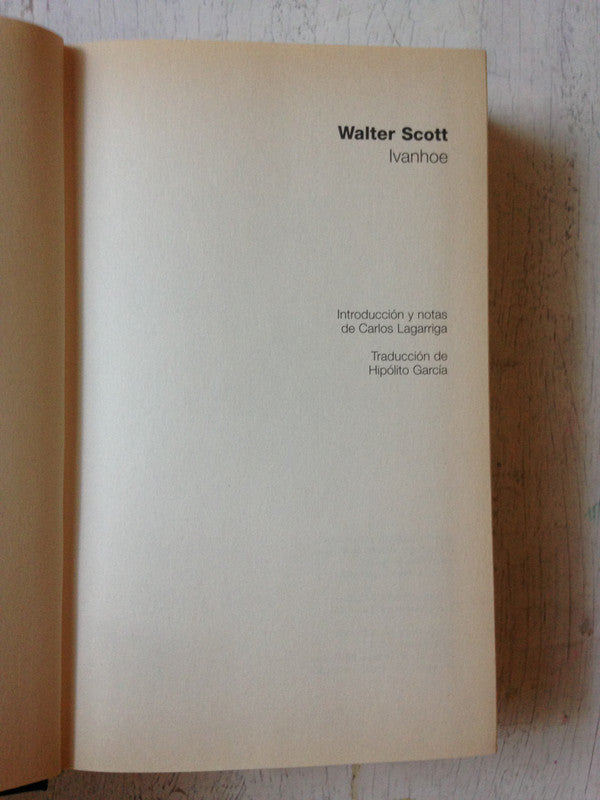 Walter Scott
Ivanhoe
Introducción y notas
de Carlos Lagarriga
Traducción de
Hipólito García